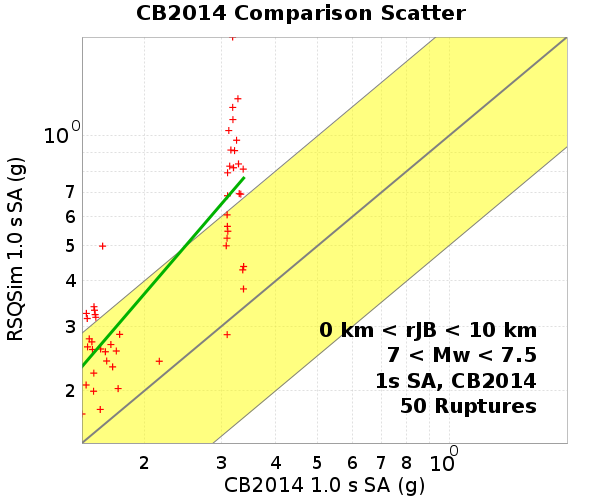 CB2014 Comparison Scatter
RSQSim 1.0 s SA (g)
10^0
7
6
5
4
3
2
0 km < rJB < 10 km
7 < Mw < 7.5
1s SA, CB2014
50 Ruptures
2 3 4 5 6 7 8 10^0
CB2014 1.0 s SA (g)